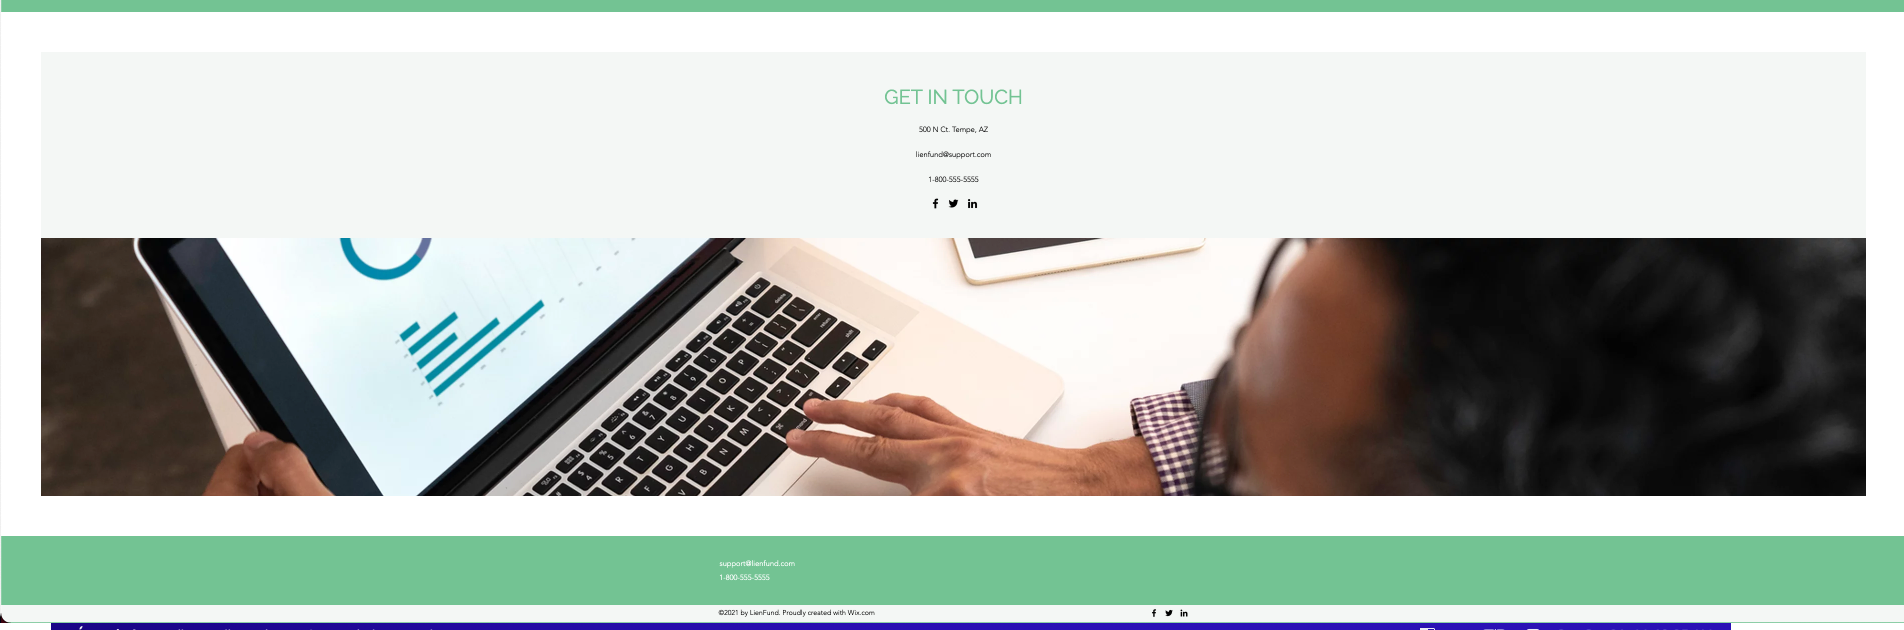 GET IN TOUCH
500 N Ct. Tempe, AZ
lienfund@support.com
1-800-555-5555
support@lienfund.com
1-800-555-5555
©2021 by LienFund. Proudly created with Wix.com